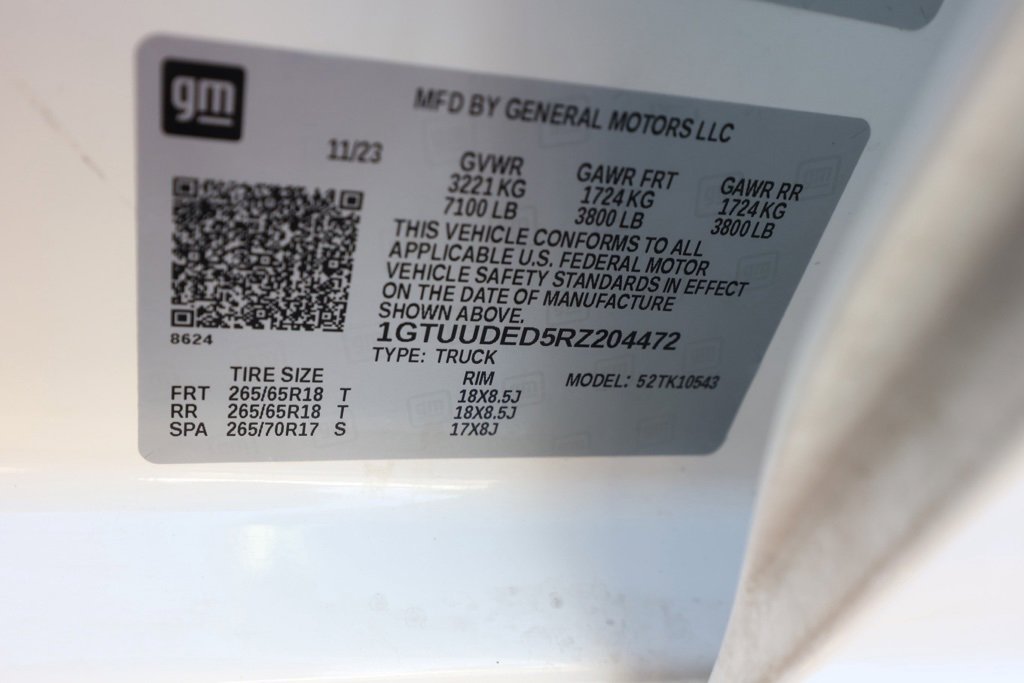 gm
MFD BY GENERAL MOTORS LLC
11/23
GVWR GAWR FRT GAWR RR
3221 KG 1724 KG 1724 KG
7100 LB 3800 LB 3800 LB
THIS VEHICLE CONFORMS TO ALL
APPLICABLE U.S. FEDERAL MOTOR
VEHICLE SAFETY STANDARDS IN EFFECT
ON THE DATE OF MANUFACTURE
SHOWN ABOVE.
8624
1GTUUDED5RZ204472
TYPE: TRUCK
TIRE SIZE RIM MODEL: 52TK10543
FRT 265/65R18 T 18X8.5J
RR 265/65R18 T 18X8.5J
SPA 265/70R17 S 17X8J